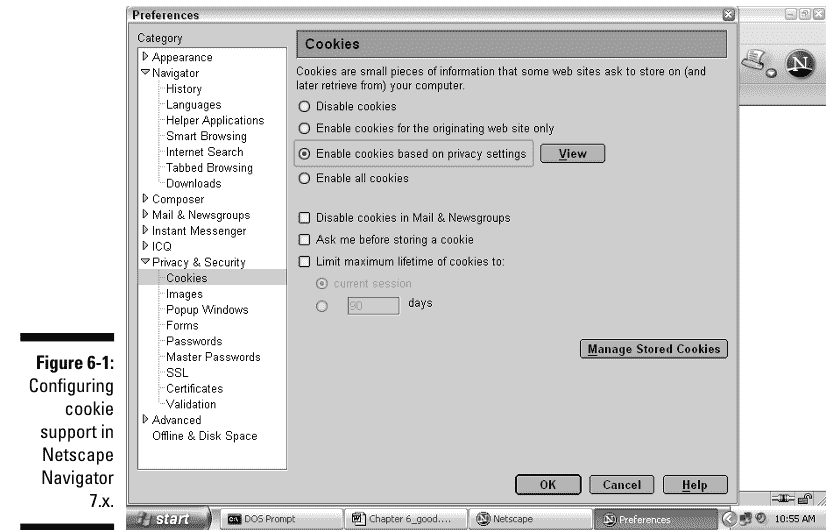 Preferences
Category
Appearance
Navigator
History
Languages
Helper Applications
Smart Browsing
Internet Search
Tabbed Browsing
Downloads
Composer
Mail & Newsgroups
Instant Messenger
ICQ
Privacy & Security
Cookies
Images
Popup Windows
Forms
Passwords
Master Passwords
SSL
Certificates
Validation
Advanced
Offline & Disk Space
Cookies
Cookies are small pieces of information that some web sites ask to store on (and
later retrieve from) your computer.
Disable cookies
Enable cookies for the originating web site only
Enable cookies based on privacy settings View
Enable all cookies
Disable cookies in Mail & Newsgroups
Ask me before storing a cookie
Limit maximum lifetime of cookies to:
current session
90 days
Manage Stored Cookies
OK Cancel Help
N
start DOS Prompt Chapter 6_good.... Netscape Preferences 10:55 AM
Figure 6-1:
Configuring
cookie
support in
Netscape
Navigator
7.x.